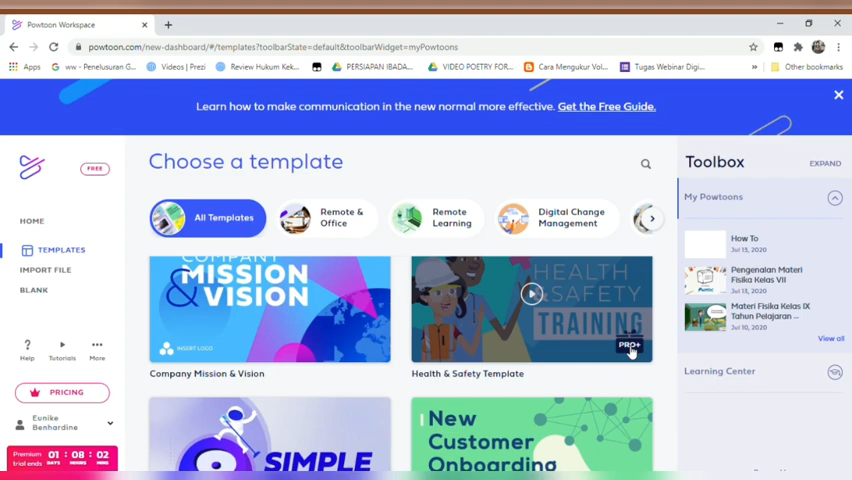 Powtoon Workspace
powtoon.com/new-dashboard/#/templates?toolbarState=default&toolbarWidget=myPowtoons
Apps
ww - Penelusuran G...
Videos | Prezi
Review Hukum Kek...
PERSIAPAN IBADA...
VIDEO POETRY FOR...
Cara Mengukur Vol...
Tugas Webinar Digi...
Other bookmarks
Learn how to make communication in the new normal more effective. Get the Free Guide.
FREE
HOME
TEMPLATES
IMPORT FILE
BLANK
Help
Tutorials
More
PRICING
Eunike
Benhardine
Premium
trial ends
01 : 08 : 02
DAYS
HOURS
MINS
Choose a template
All Templates
Remote &
Office
Remote
Learning
Digital Change
Management
COMPANY
MISSION
& VISION
INSERT LOGO
Company Mission & Vision
HEALTH
& SAFETY
TRAINING
PRO+
Health & Safety Template
SIMPLE
New
Customer
Onboarding
Toolbox
EXPAND
My Powtoons
How To
Jul 13, 2020
Pengenalan Materi
Fisika Kelas VII
Jul 13, 2020
Materi Fisika Kelas IX
Tahun Pelajaran ...
Jul 10, 2020
View all
Learning Center